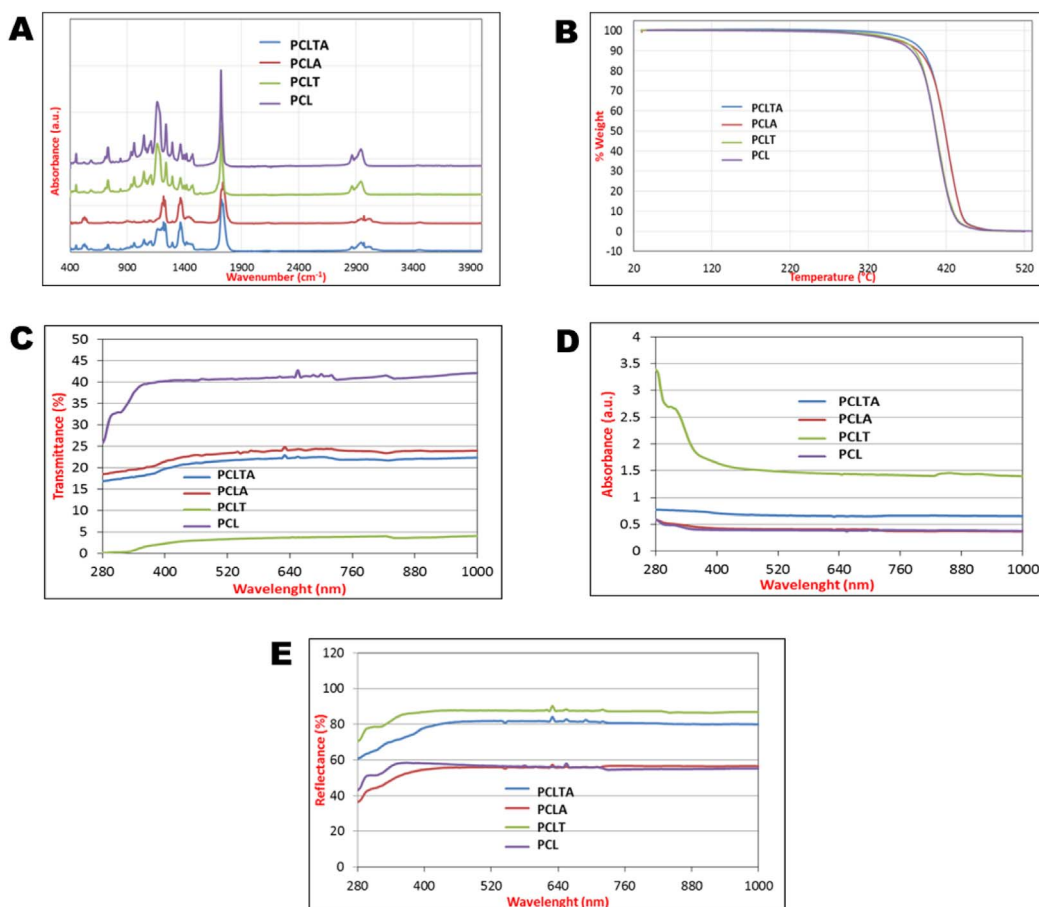 A
Absorbance (a.u.)
PCLTA
PCLA
PCLT
PCL
400 900 1400 1900 2400 2900 3400 3900
Wavenumber (cm⁻¹)
B
% Weight
100
90
80
70
60
50
40
30
20
10
0
-10
PCLTA
PCLA
PCLT
PCL
20 120 220 320 420 520
Temperature (°C)
C
Transmittance (%)
50
45
40
35
30
25
20
15
10
5
0
PCLTA
PCLA
PCLT
PCL
280 400 520 640 760 880 1000
Wavelenght (nm)
D
Absorbance (a.u.)
4
3.5
3
2.5
2
1.5
1
0.5
0
PCLTA
PCLA
PCLT
PCL
280 400 520 640 760 880 1000
Wavelenght (nm)
E
Reflectance (%)
120
100
80
60
40
20
0
PCLTA
PCLA
PCLT
PCL
280 400 520 640 760 880 1000
Wavelenght (nm)